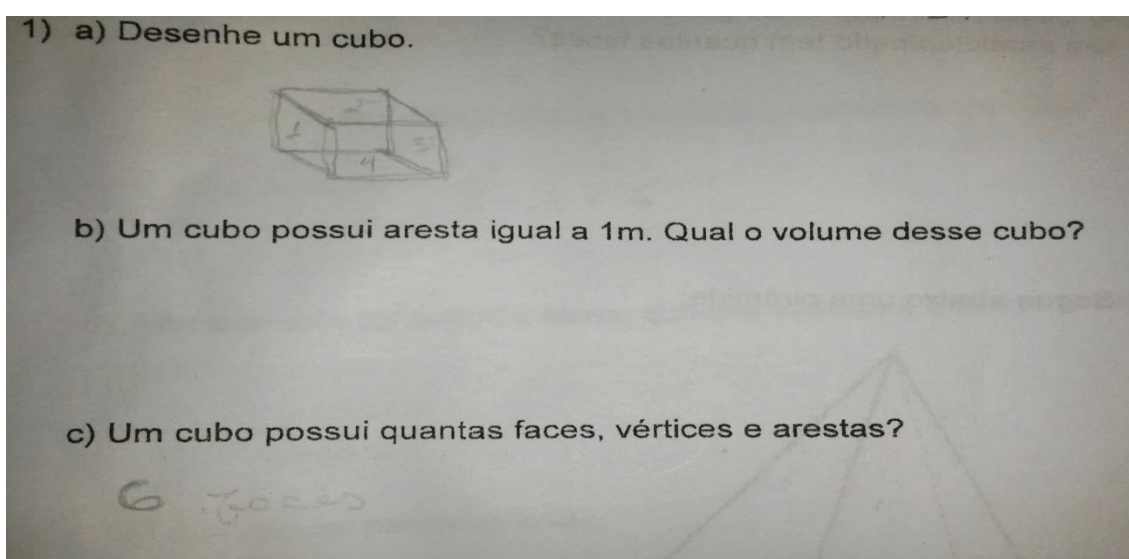 1) a) Desenhe um cubo.
2
1
3
4
b) Um cubo possui aresta igual a 1m. Qual o volume desse cubo?
c) Um cubo possui quantas faces, vértices e arestas?
6 faces